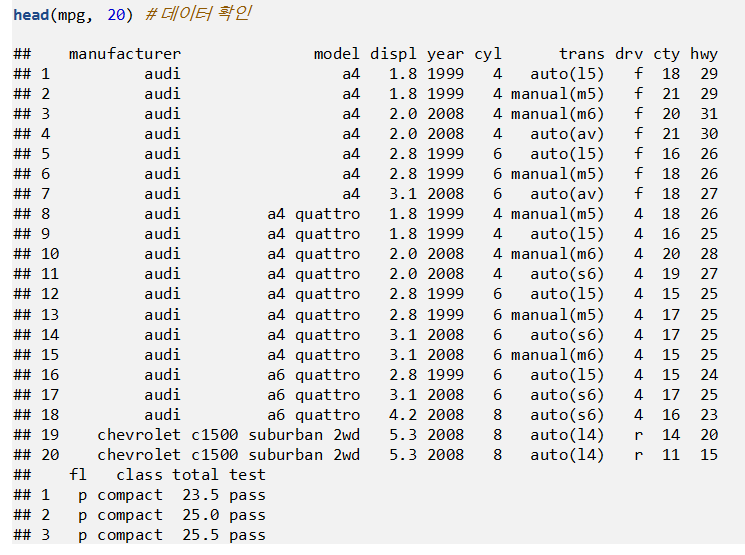 head(mpg, 20) #데이터 확인
##    manufacturer                  model displ year cyl      trans drv cty hwy
## 1          audi                     a4   1.8 1999   4   auto(l5)   f  18  29
## 2          audi                     a4   1.8 1999   4 manual(m5)   f  21  29
## 3          audi                     a4   2.0 2008   4 manual(m6)   f  20  31
## 4          audi                     a4   2.0 2008   4   auto(av)   f  21  30
## 5          audi                     a4   2.8 1999   6   auto(l5)   f  16  26
## 6          audi                     a4   2.8 1999   6 manual(m5)   f  18  26
## 7          audi                     a4   3.1 2008   6   auto(av)   f  18  27
## 8          audi             a4 quattro   1.8 1999   4 manual(m5)   4  18  26
## 9          audi             a4 quattro   1.8 1999   4   auto(l5)   4  16  25
## 10         audi             a4 quattro   2.0 2008   4 manual(m6)   4  20  28
## 11         audi             a4 quattro   2.0 2008   4   auto(s6)   4  19  27
## 12         audi             a4 quattro   2.8 1999   6   auto(l5)   4  15  25
## 13         audi             a4 quattro   2.8 1999   6 manual(m5)   4  17  25
## 14         audi             a4 quattro   3.1 2008   6   auto(s6)   4  17  25
## 15         audi             a4 quattro   3.1 2008   6 manual(m6)   4  15  25
## 16         audi             a6 quattro   2.8 1999   6   auto(l5)   4  15  24
## 17         audi             a6 quattro   3.1 2008   6   auto(s6)   4  17  25
## 18         audi             a6 quattro   4.2 2008   8   auto(s6)   4  16  23
## 19    chevrolet c1500 suburban 2wd   5.3 2008   8   auto(l4)   r  14  20
## 20    chevrolet c1500 suburban 2wd   5.3 2008   8   auto(l4)   r  11  15
##    fl   class total test
## 1   p compact  23.5 pass
## 2   p compact  25.0 pass
## 3   p compact  25.5 pass